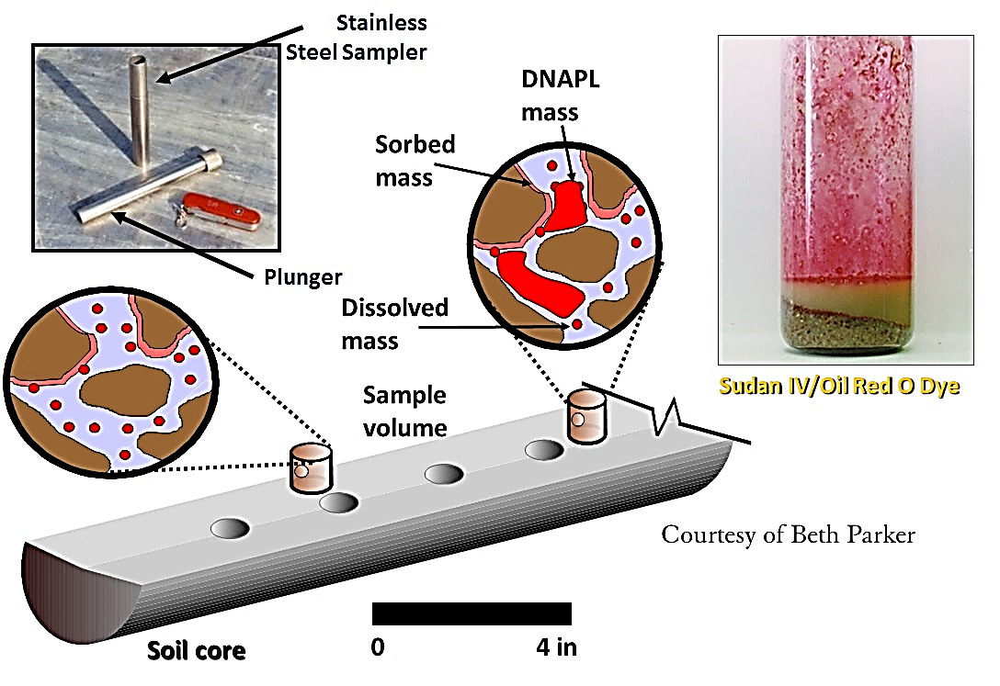 Stainless
Steel Sampler
DNAPL
mass
Sorbed
mass
Plunger
Dissolved
mass
Sudan IV/Oil Red O Dye
Sample
volume
Courtesy of Beth Parker
Soil core
0 4 in